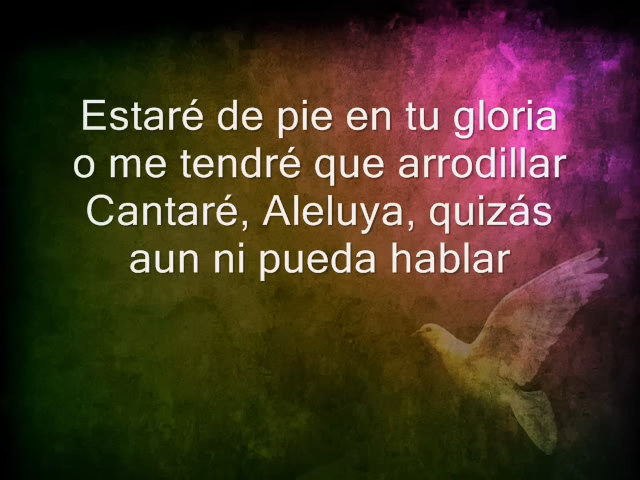 Estaré de pie en tu gloria
o me tendré que arrodillar
Cantaré, Aleluya, quizás
aun ni pueda hablar